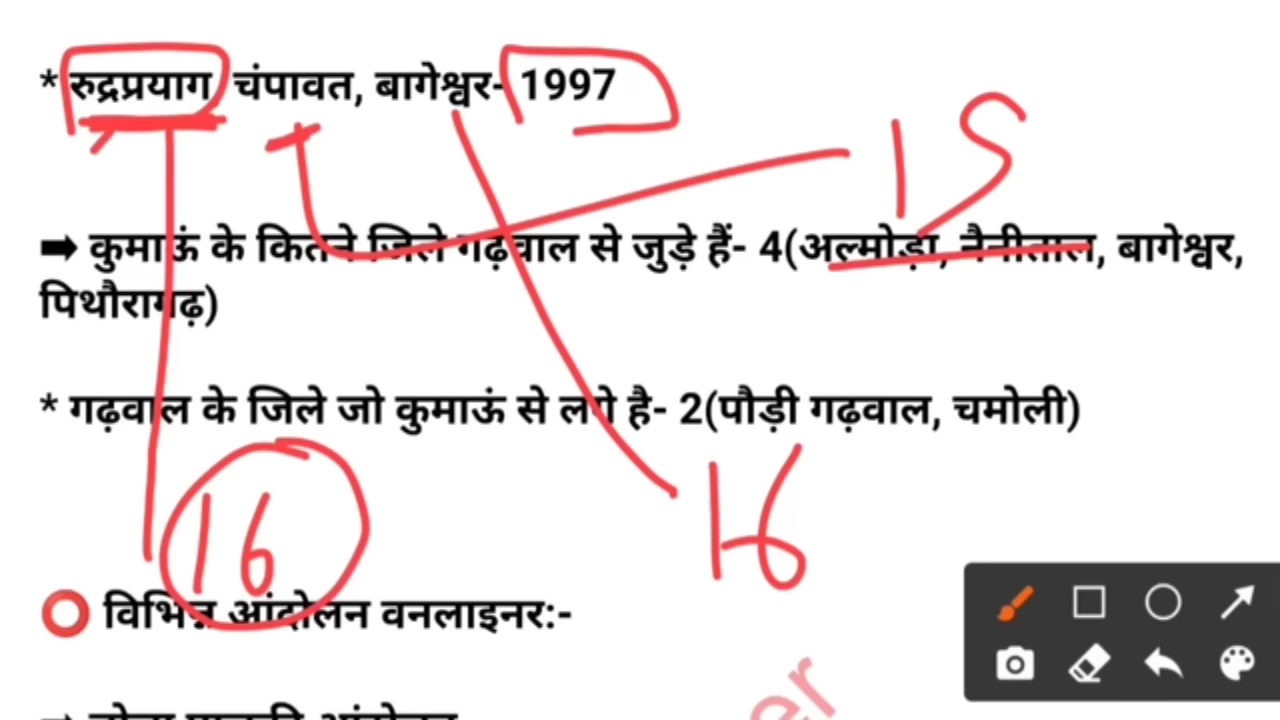 * रुद्रप्रयाग, चंपावत, बागेश्वर- 1997
15
➡ कुमाऊं के कितने जिले गढ़वाल से जुड़े हैं- 4(अल्मोड़ा, नैनीताल, बागेश्वर,
पिथौरागढ़)
* गढ़वाल के जिले जो कुमाऊं से लगे है- 2(पौड़ी गढ़वाल, चमोली)
16
16
⭕ विभिन्न आंदोलन वनलाइनर:-